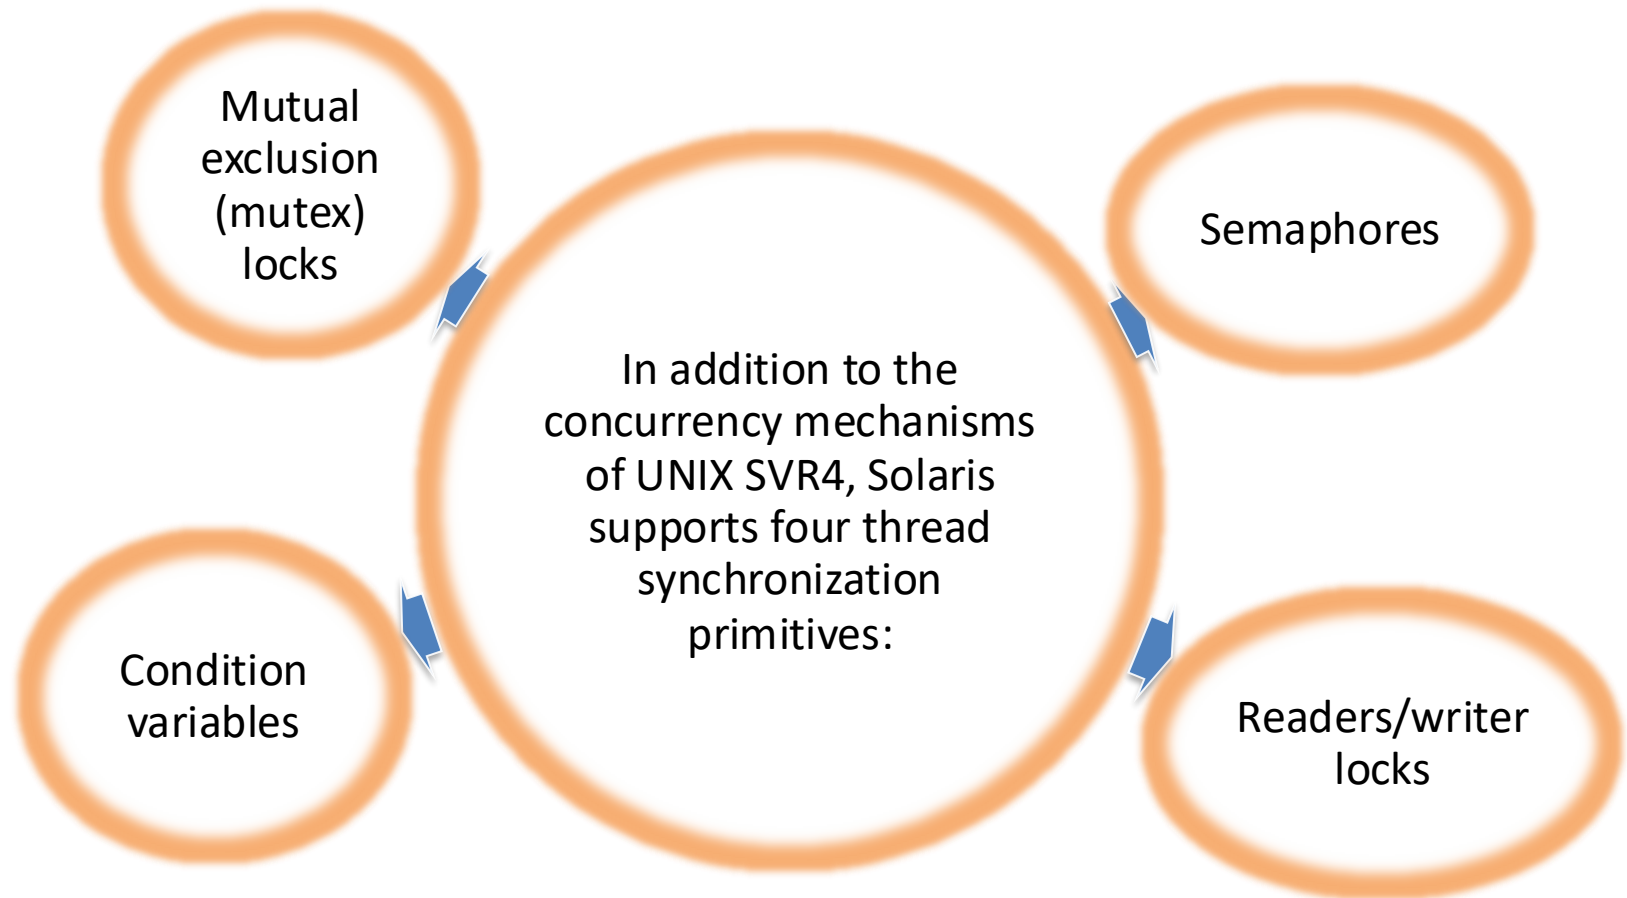 Mutual
exclusion
(mutex)
locks
Semaphores
In addition to the
concurrency mechanisms
of UNIX SVR4, Solaris
supports four thread
synchronization
primitives:
Condition
variables
Readers/writer
locks